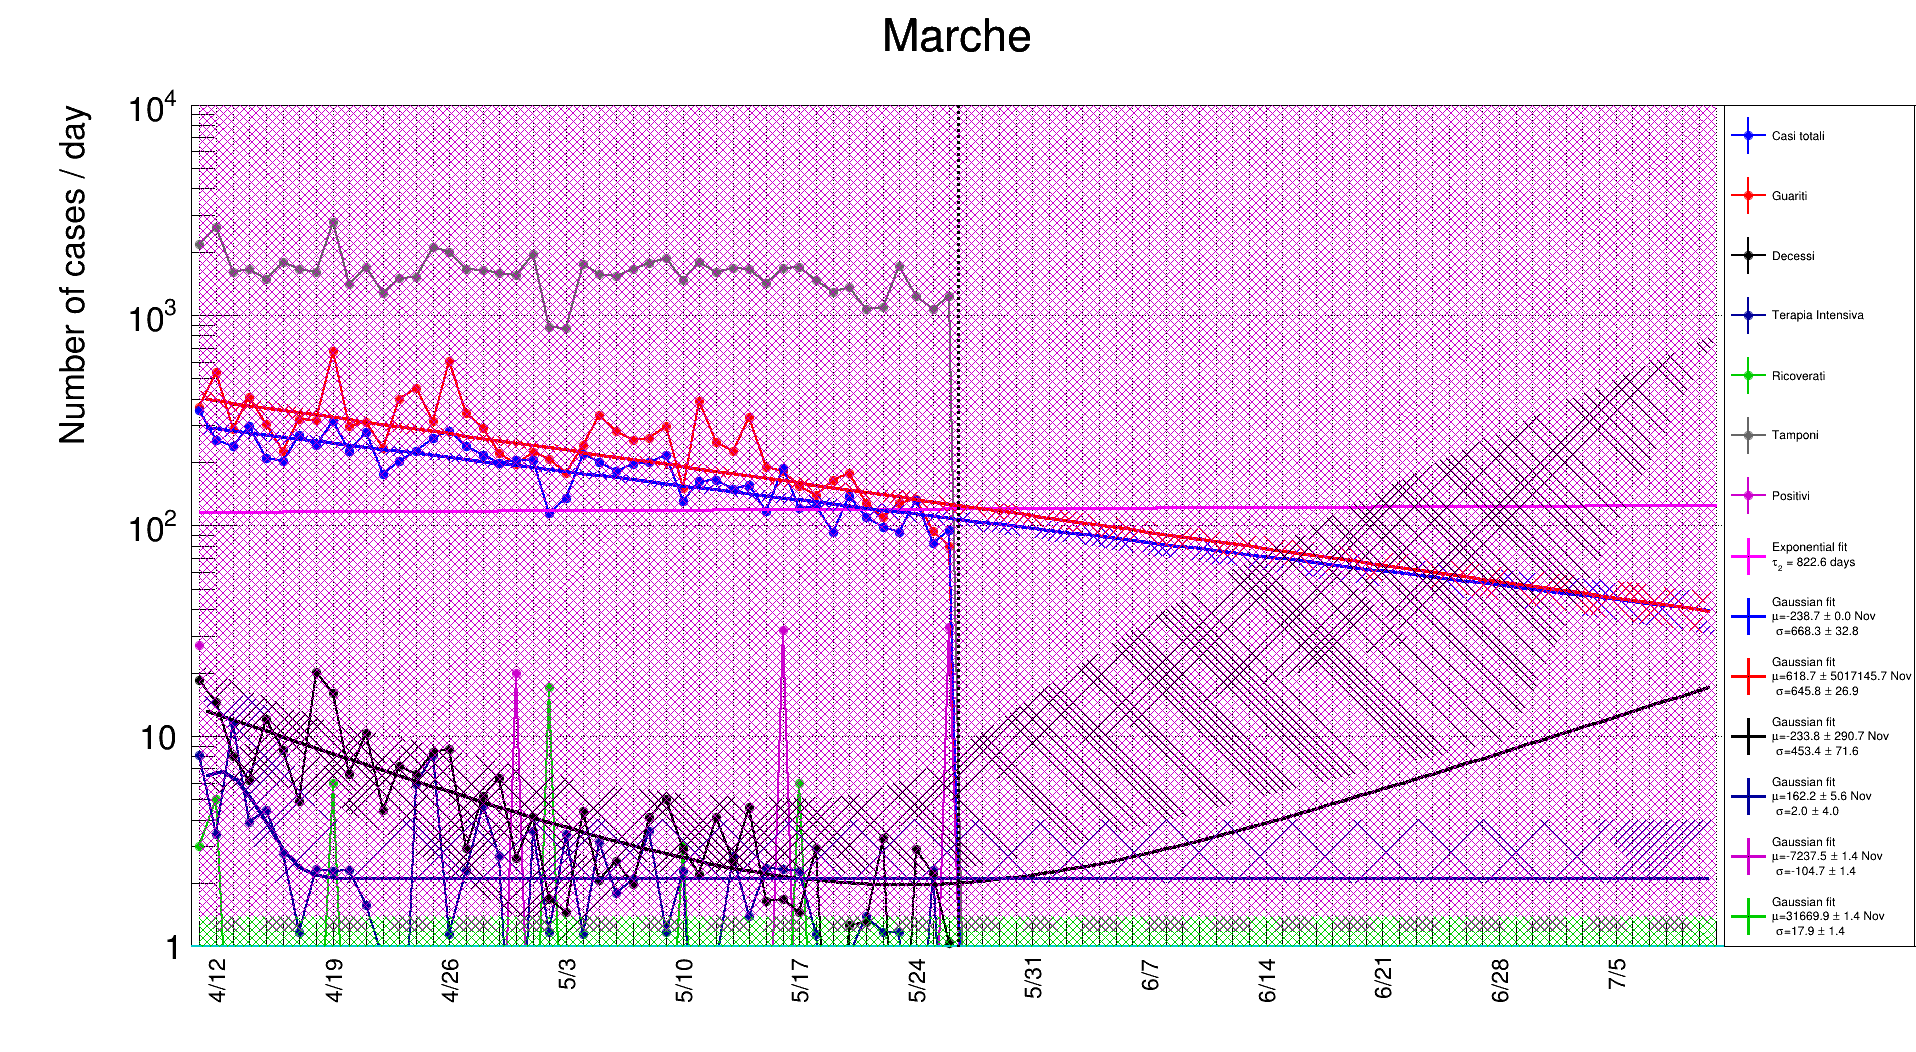 Marche
Number of cases / day
10⁴
10³
10²
10
1
4/12
4/19
4/26
5/3
5/10
5/17
5/24
5/31
6/7
6/14
6/21
6/28
7/5
Casi totali
Guariti
Decessi
Terapia Intensiva
Ricoverati
Tamponi
Positivi
Exponential fit
τ₂ = 822.6 days
Gaussian fit
μ=-238.7 ± 0.0 Nov
σ=668.3 ± 32.8
Gaussian fit
μ=618.7 ± 5017145.7 Nov
σ=645.8 ± 26.9
Gaussian fit
μ=-233.8 ± 290.7 Nov
σ=453.4 ± 71.6
Gaussian fit
μ=162.2 ± 5.6 Nov
σ=2.0 ± 4.0
Gaussian fit
μ=-7237.5 ± 1.4 Nov
σ=-104.7 ± 1.4
Gaussian fit
μ=31669.9 ± 1.4 Nov
σ=17.9 ± 1.4